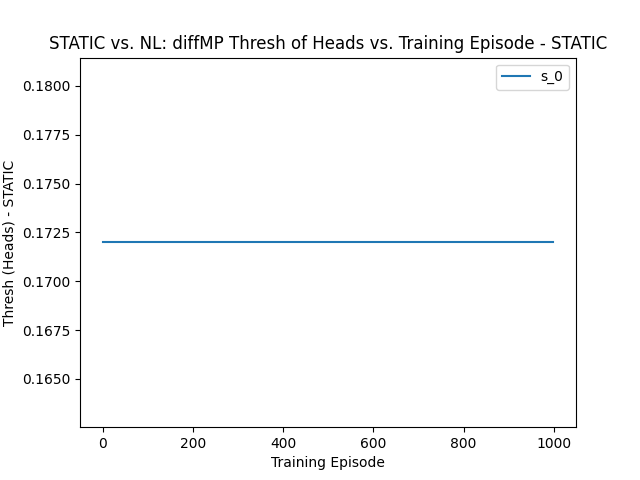 STATIC vs. NL: diffMP Thresh of Heads vs. Training Episode - STATIC
s_0
0.1800
0.1775
0.1750
0.1725
0.1700
0.1675
0.1650
Thresh (Heads) - STATIC
0 200 400 600 800 1000
Training Episode